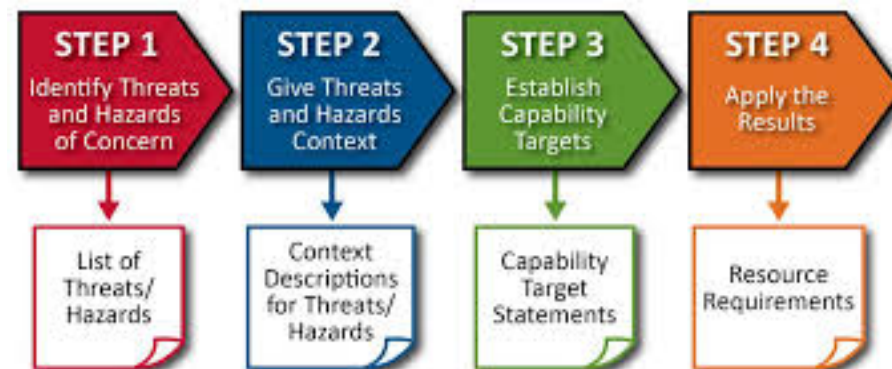 STEP 1
Identify Threats
and Hazards
of Concern
STEP 2
Give Threats
and Hazards
Context
STEP 3
Establish
Capability
Targets
STEP 4
Apply the
Results
List of
Threats/
Hazards
Context
Descriptions
for Threats/
Hazards
Capability
Target
Statements
Resource
Requirements